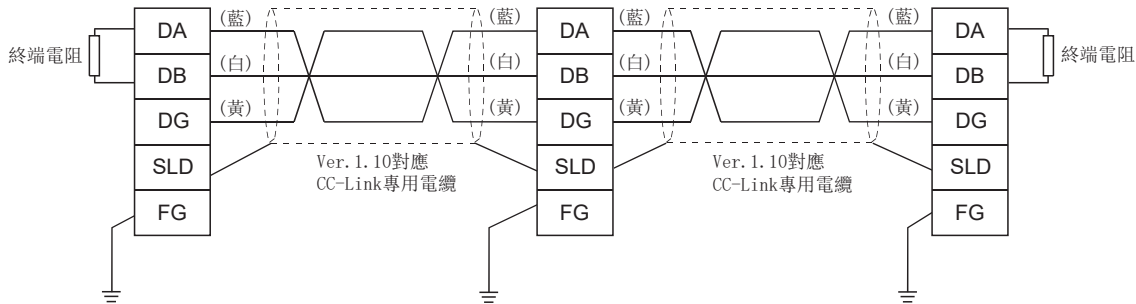 終端電阻
DA
DB
DG
SLD
FG
(藍)
(白)
(黃)
(藍)
(白)
(黃)
Ver.1.10對應
CC-Link專用電纜
DA
DB
DG
SLD
FG
(藍)
(白)
(黃)
(藍)
(白)
(黃)
Ver.1.10對應
CC-Link專用電纜
DA
DB
DG
SLD
FG
終端電阻